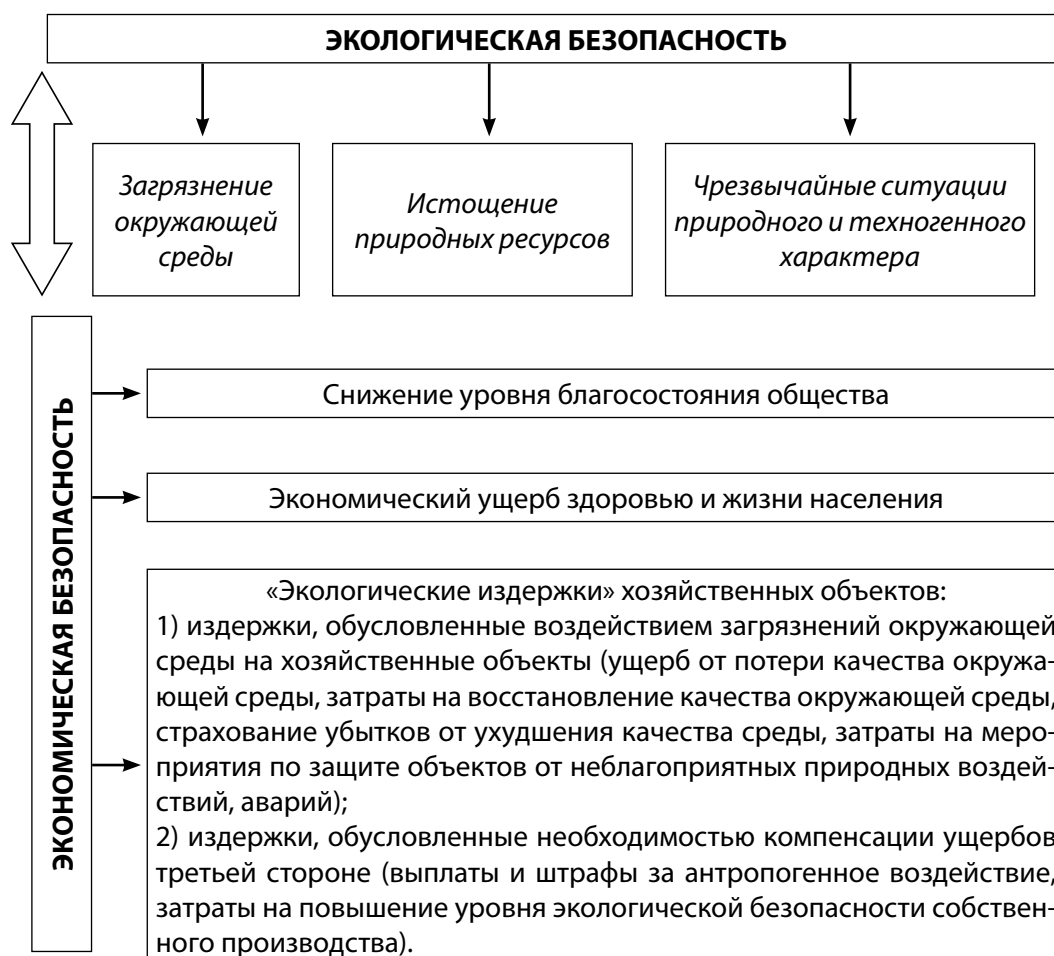 ЭКОЛОГИЧЕСКАЯ БЕЗОПАСНОСТЬ
Загрязнение
окружающей
среды
Истощение
природных ресурсов
Чрезвычайные ситуации
природного и техногенного
характера
ЭКОНОМИЧЕСКАЯ БЕЗОПАСНОСТЬ
Снижение уровня благосостояния общества
Экономический ущерб здоровью и жизни населения
«Экологические издержки» хозяйственных объектов:
1) издержки, обусловленные воздействием загрязнений окружающей
среды на хозяйственные объекты (ущерб от потери качества окружа-
ющей среды, затраты на восстановление качества окружающей среды,
страхование убытков от ухудшения качества среды, затраты на меро-
приятия по защите объектов от неблагоприятных природных воздей-
ствий, аварий);
2) издержки, обусловленные необходимостью компенсации ущербов
третьей стороне (выплаты и штрафы за антропогенное воздействие,
затраты на повышение уровня экологической безопасности собствен-
ного производства).